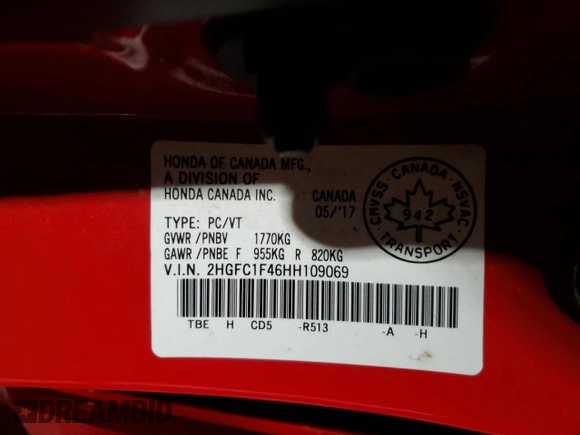 HONDA OF CANADA MFG.,
A DIVISION OF
HONDA CANADA INC.
CANADA
05/'17
TYPE: PC/VT
GVWR /PNBV 1770KG
GAWR /PNBE F 955KG R 820KG
V.I.N. 2HGFC1F46HH109069
TBE H CD5 -R513 -A -H
CMVSS CANADA NSVAC
942
TRANSPORT
DREAMBID